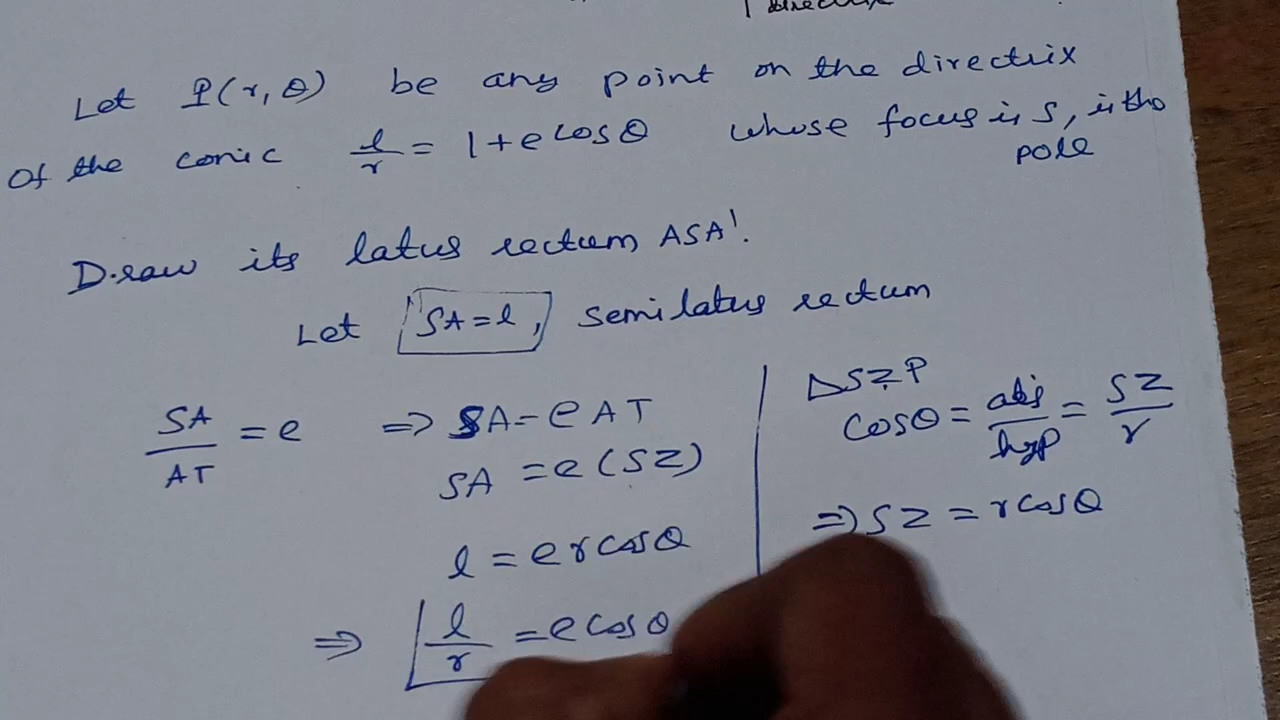 directrix
Let P(r, θ) be any point on the directrix
Of the conic l/r = 1+e cosθ whose focus is S, is the
pole
Draw its latus rectum ASA'.
Let SA = l, semilatus rectum
SA/AT = e ⇒ SA = e AT
SA = e (SZ)
l = e r cosθ
⇒ l/r = e cosθ
ΔSZP
cosθ = adj/hyp = SZ/r
⇒ SZ = r cosθ